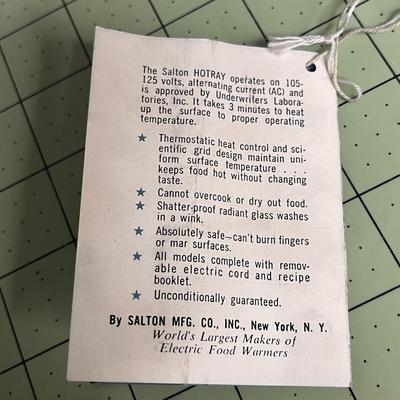 The Salton HOTRAY operates on 105-
125 volts, alternating current (AC) and
is approved by Underwriters Labora-
tories, Inc. It takes 3 minutes to heat
up the surface to proper operating
temperature.
★ Thermostatic heat control and sci-
entific grid design maintain uni-
form surface temperature . . .
keeps food hot without changing
taste.
★ Cannot overcook or dry out food.
★ Shatter-proof radiant glass washes
in a wink.
★ Absolutely safe—can't burn fingers
or mar surfaces.
★ All models complete with remov-
able electric cord and recipe
booklet.
★ Unconditionally guaranteed.
By SALTON MFG. CO., INC., New York, N. Y.
World's Largest Makers of
Electric Food Warmers